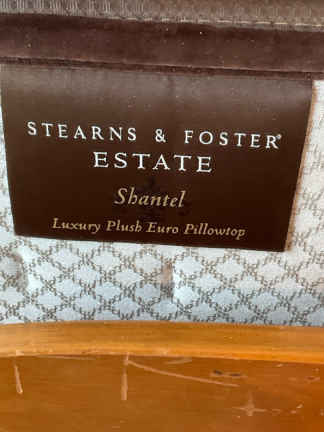 STEARNS & FOSTER®
ESTATE
Shantel
Luxury Plush Euro Pillowtop